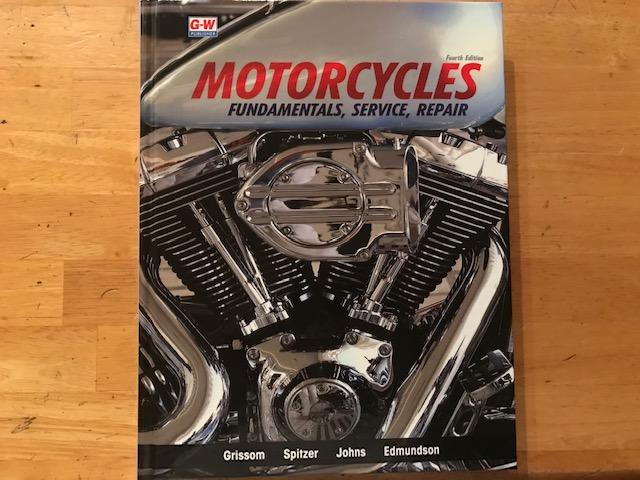 G-W
PUBLISHER
Fourth Edition
MOTORCYCLES
FUNDAMENTALS, SERVICE, REPAIR
Grissom Spitzer Johns Edmundson